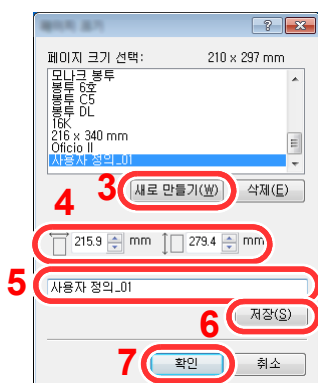 페이지 크기
페이지 크기 선택: 210 x 297 mm
모나크 봉투
봉투 6호
봉투 C5
봉투 DL
16K
216 x 340 mm
Oficio II
사용자 정의_01
3 새로 만들기(W) 삭제(E)
4
215.9 mm 279.4 mm
5 사용자 정의_01
6 저장(S)
7 확인 취소